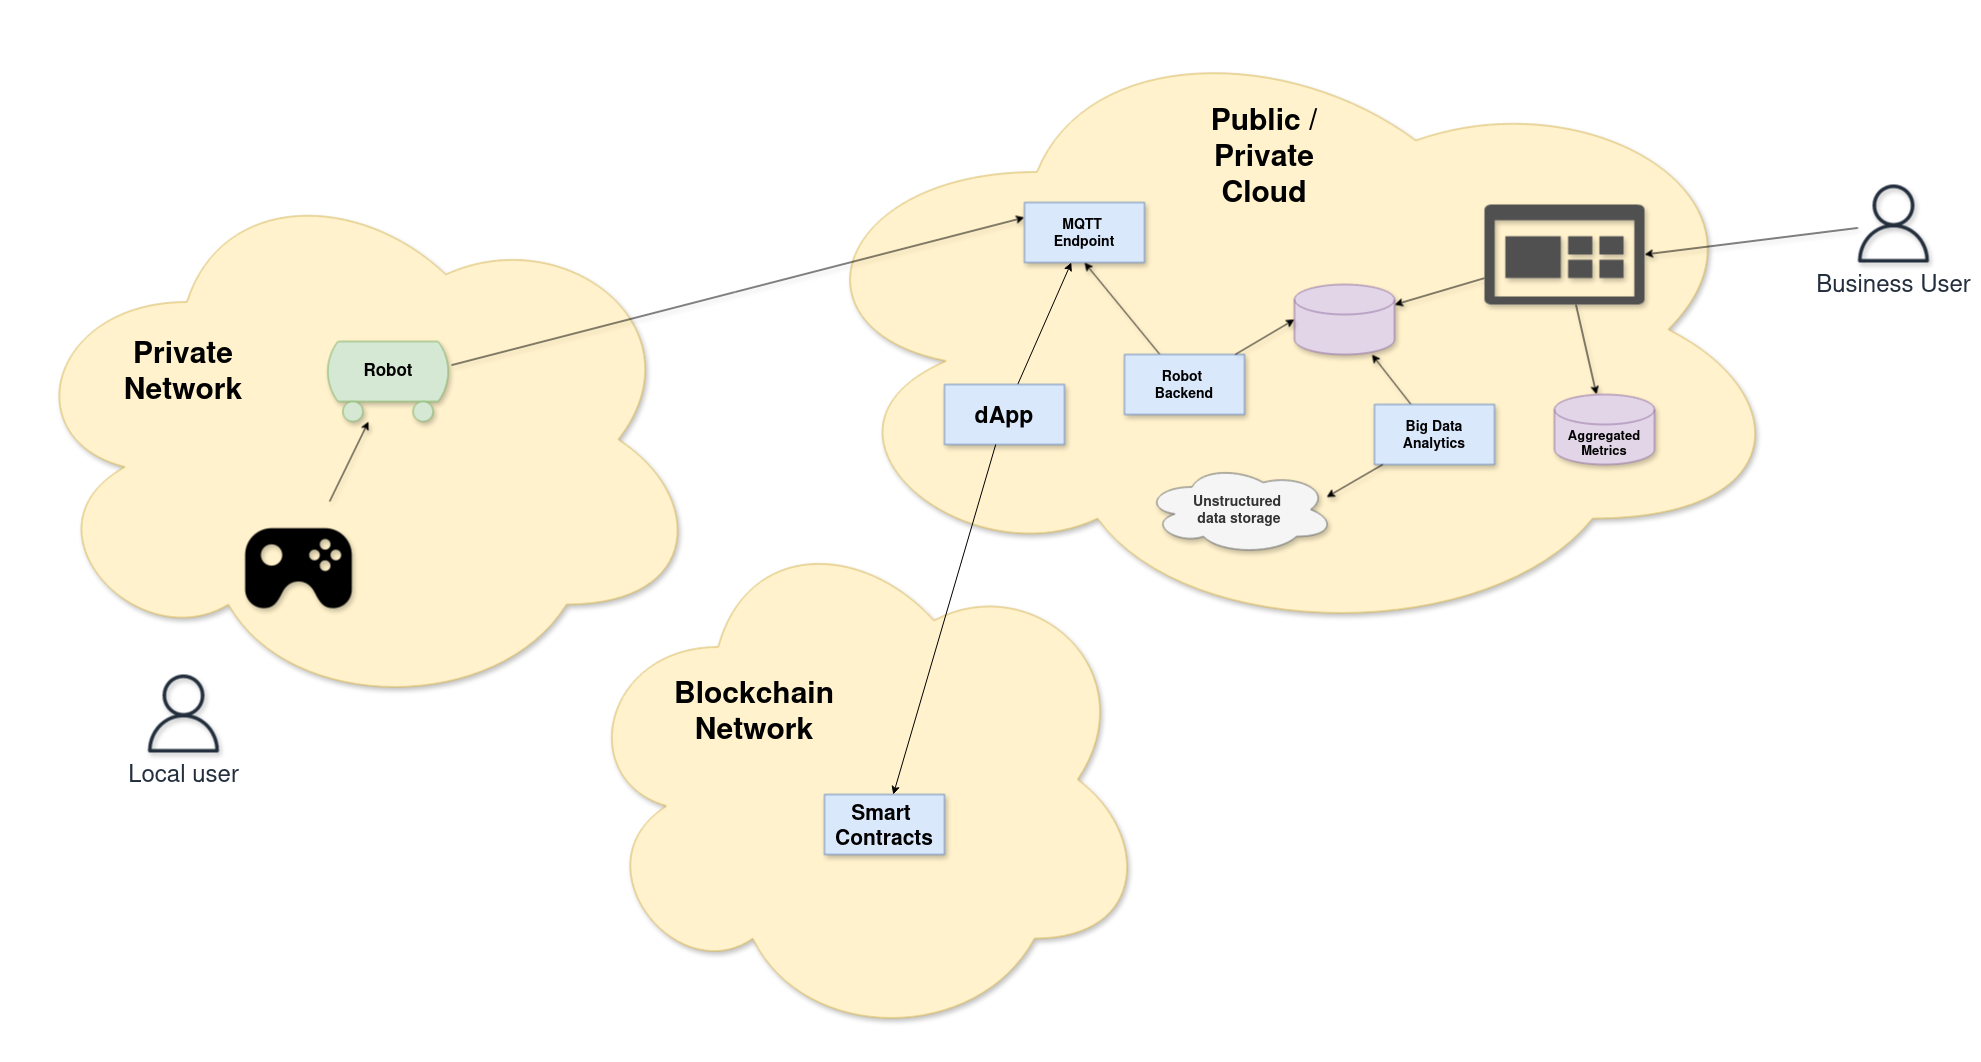 Public /
Private
Cloud
MQTT
Endpoint
Business User
Private
Network
Robot
Robot
Backend
dApp
Big Data
Analytics
Aggregated
Metrics
Unstructured
data storage
Blockchain
Network
Local user
Smart
Contracts